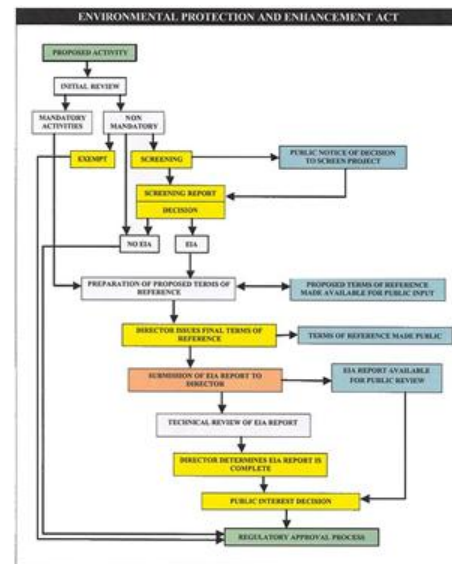 ENVIRONMENTAL PROTECTION AND ENHANCEMENT ACT
PROPOSED ACTIVITY
INITIAL REVIEW
MANDATORY
ACTIVITIES
NON
MANDATORY
EXEMPT
SCREENING
PUBLIC NOTICE OF DECISION
TO SCREEN PROJECT
SCREENING REPORT
DECISION
NO EIA
EIA
PREPARATION OF PROPOSED TERMS OF
REFERENCE
PROPOSED TERMS OF REFERENCE
MADE AVAILABLE FOR PUBLIC INPUT
DIRECTOR ISSUES FINAL TERMS OF
REFERENCE
TERMS OF REFERENCE MADE PUBLIC
SUBMISSION OF EIA REPORT TO
DIRECTOR
EIA REPORT AVAILABLE
FOR PUBLIC REVIEW
TECHNICAL REVIEW OF EIA REPORT
DIRECTOR DETERMINES EIA REPORT IS
COMPLETE
PUBLIC INTEREST DECISION
REGULATORY APPROVAL PROCESS